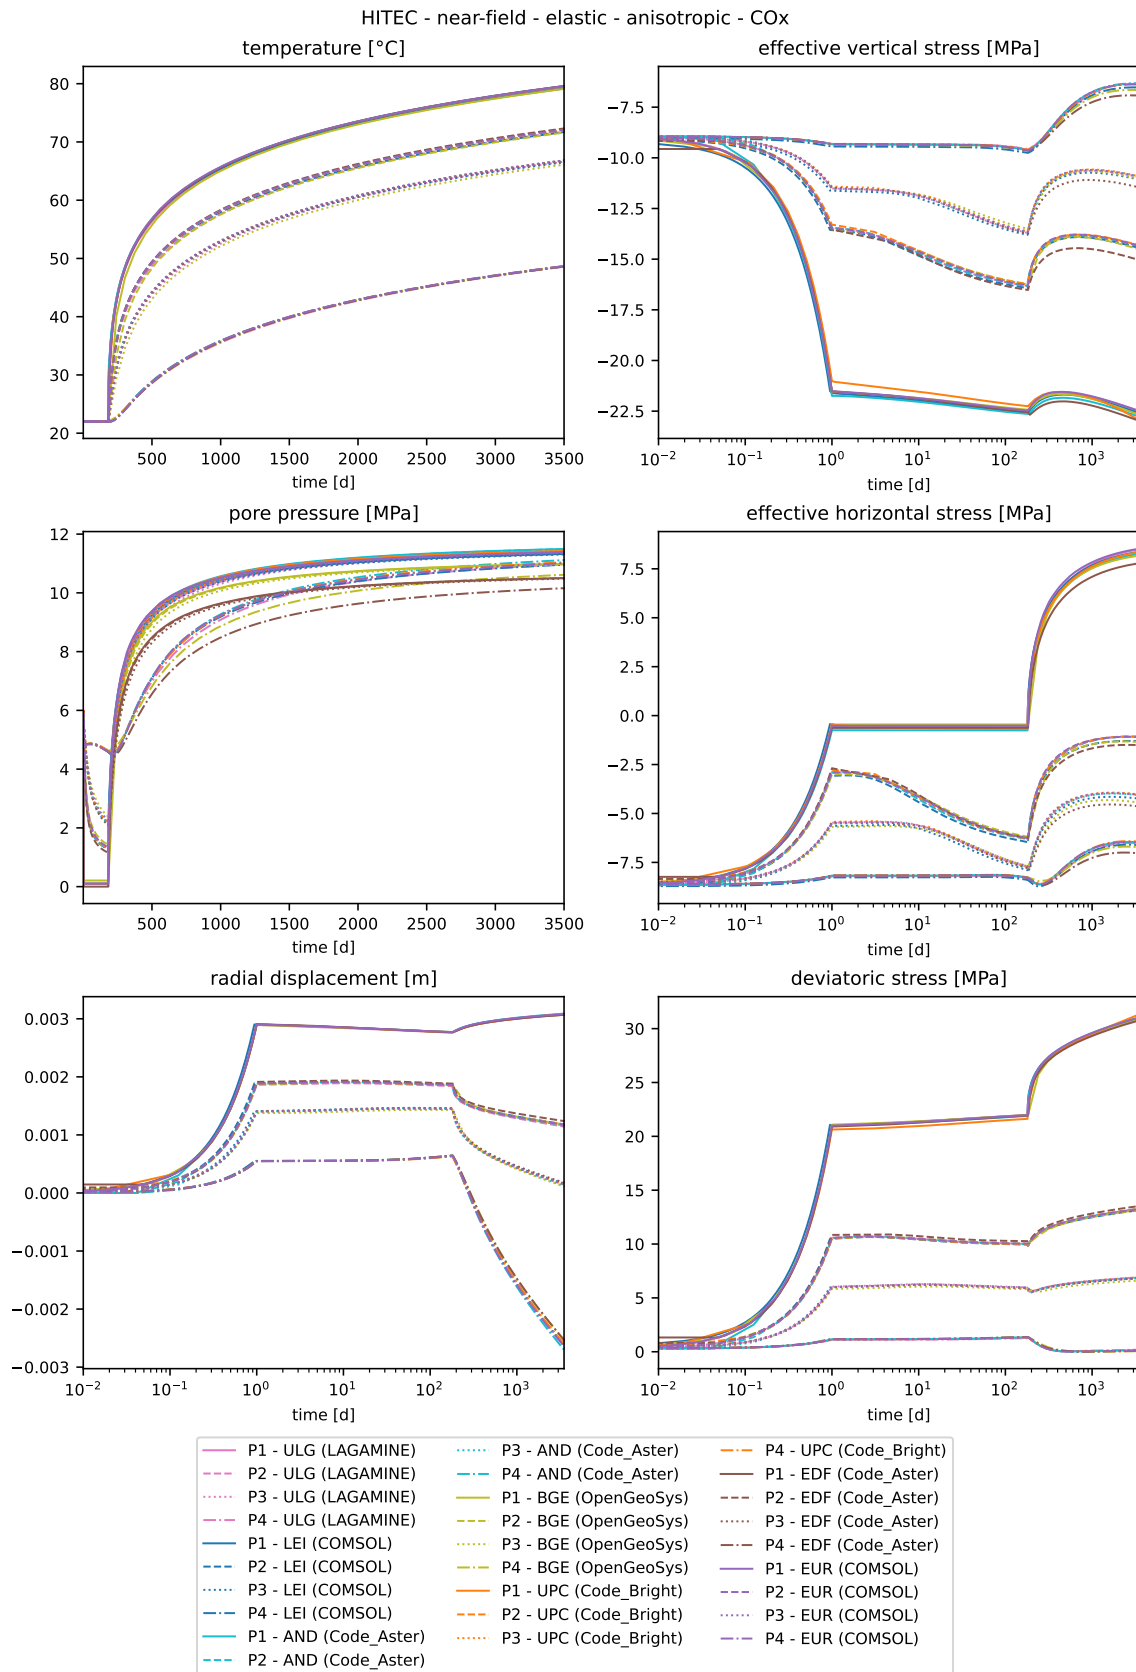 HITEC - near-field - elastic - anisotropic - COx
temperature [°C]
80
70
60
50
40
30
20
500 1000 1500 2000 2500 3000 3500
time [d]
effective vertical stress [MPa]
−7.5
−10.0
−12.5
−15.0
−17.5
−20.0
−22.5
10⁻² 10⁻¹ 10⁰ 10¹ 10² 10³
time [d]
pore pressure [MPa]
12
10
8
6
4
2
0
500 1000 1500 2000 2500 3000 3500
time [d]
effective horizontal stress [MPa]
7.5
5.0
2.5
0.0
−2.5
−5.0
−7.5
10⁻² 10⁻¹ 10⁰ 10¹ 10² 10³
time [d]
radial displacement [m]
0.003
0.002
0.001
0.000
−0.001
−0.002
−0.003
10⁻² 10⁻¹ 10⁰ 10¹ 10² 10³
time [d]
deviatoric stress [MPa]
30
25
20
15
10
5
0
10⁻² 10⁻¹ 10⁰ 10¹ 10² 10³
time [d]
P1 - ULG (LAGAMINE)
P2 - ULG (LAGAMINE)
P3 - ULG (LAGAMINE)
P4 - ULG (LAGAMINE)
P1 - LEI (COMSOL)
P2 - LEI (COMSOL)
P3 - LEI (COMSOL)
P4 - LEI (COMSOL)
P1 - AND (Code_Aster)
P2 - AND (Code_Aster)
P3 - AND (Code_Aster)
P4 - AND (Code_Aster)
P1 - BGE (OpenGeoSys)
P2 - BGE (OpenGeoSys)
P3 - BGE (OpenGeoSys)
P4 - BGE (OpenGeoSys)
P1 - UPC (Code_Bright)
P2 - UPC (Code_Bright)
P3 - UPC (Code_Bright)
P4 - UPC (Code_Bright)
P1 - EDF (Code_Aster)
P2 - EDF (Code_Aster)
P3 - EDF (Code_Aster)
P4 - EDF (Code_Aster)
P1 - EUR (COMSOL)
P2 - EUR (COMSOL)
P3 - EUR (COMSOL)
P4 - EUR (COMSOL)